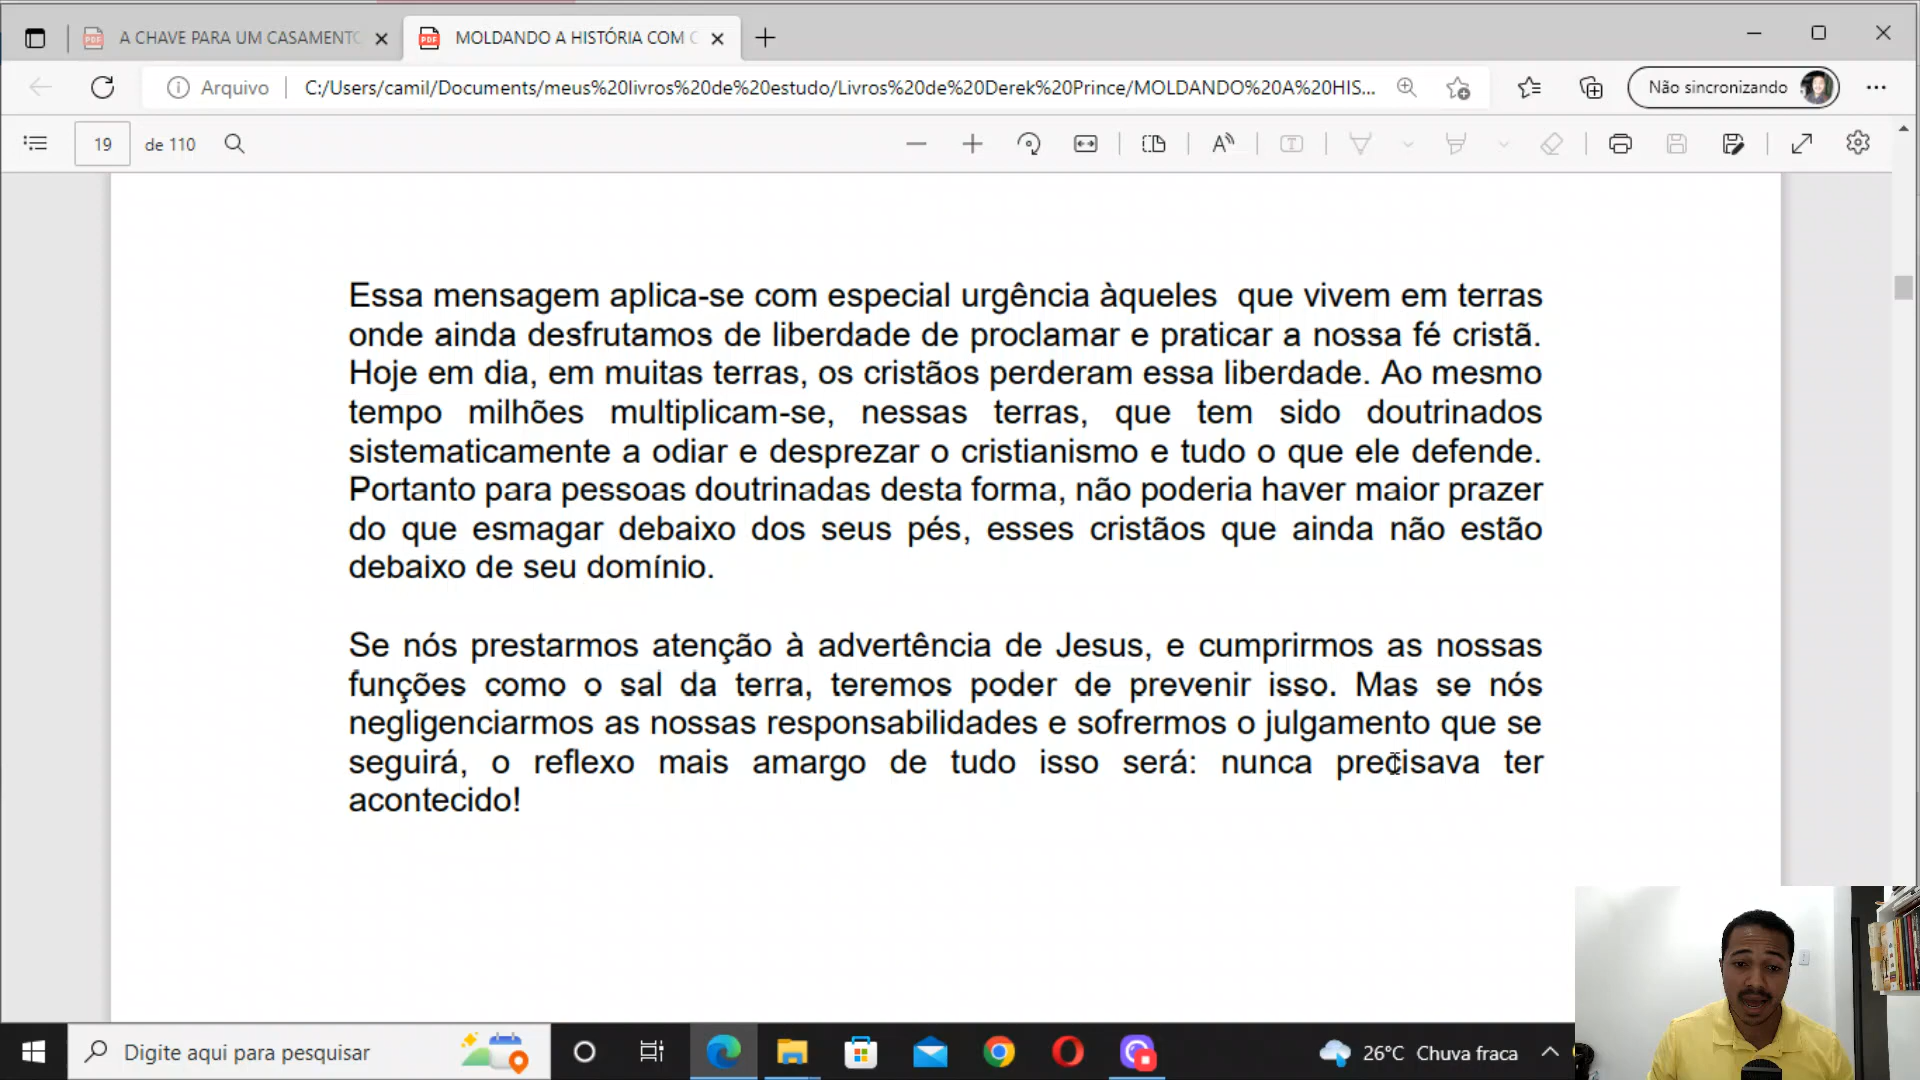 A CHAVE PARA UM CASAMENTO
MOLDANDO A HISTÓRIA COM
Arquivo
C:/Users/camil/Documents/meus%20livros%20de%20estudo/Livros%20de%20Derek%20Prince/MOLDANDO%20A%20HIS...
Não sincronizando
19 de 110
Essa mensagem aplica-se com especial urgência àqueles que vivem em terras
onde ainda desfrutamos de liberdade de proclamar e praticar a nossa fé cristã.
Hoje em dia, em muitas terras, os cristãos perderam essa liberdade. Ao mesmo
tempo milhões multiplicam-se, nessas terras, que tem sido doutrinados
sistematicamente a odiar e desprezar o cristianismo e tudo o que ele defende.
Portanto para pessoas doutrinadas desta forma, não poderia haver maior prazer
do que esmagar debaixo dos seus pés, esses cristãos que ainda não estão
debaixo de seu domínio.
Se nós prestarmos atenção à advertência de Jesus, e cumprirmos as nossas
funções como o sal da terra, teremos poder de prevenir isso. Mas se nós
negligenciarmos as nossas responsabilidades e sofrermos o julgamento que se
seguirá, o reflexo mais amargo de tudo isso será: nunca precisava ter
acontecido!
Digite aqui para pesquisar
26°C Chuva fraca